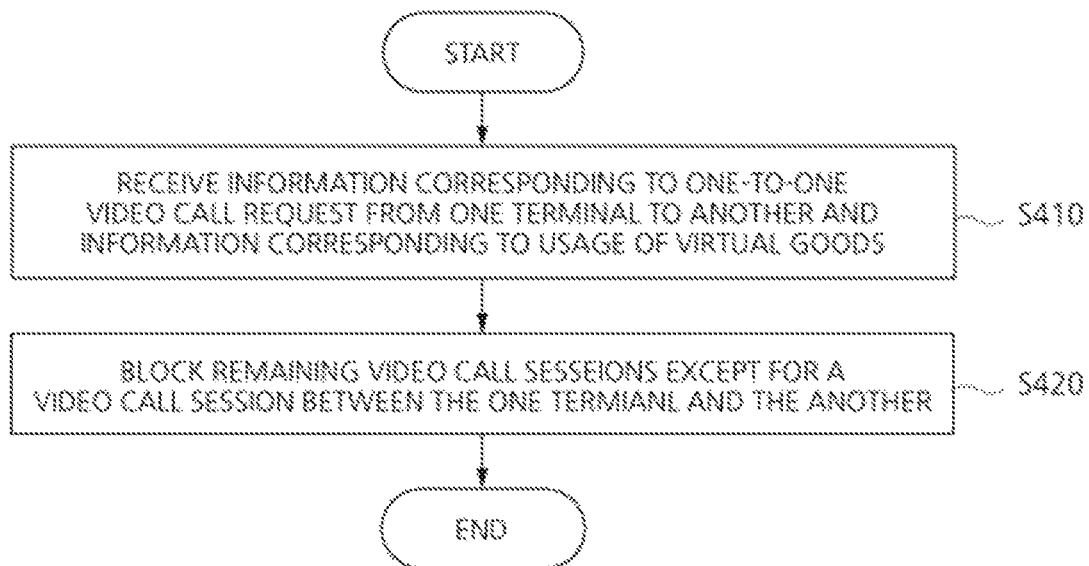 START
RECEIVE INFORMATION CORRESPONDING TO ONE-TO-ONE
VIDEO CALL REQUEST FROM ONE TERMINAL TO ANOTHER AND
INFORMATION CORRESPONDING TO USAGE OF VIRTUAL GOODS
S410
BLOCK REMAINING VIDEO CALL SESSEIONS EXCEPT FOR A
VIDEO CALL SESSION BETWEEN THE ONE TERMIANL AND THE ANOTHER
S420
END